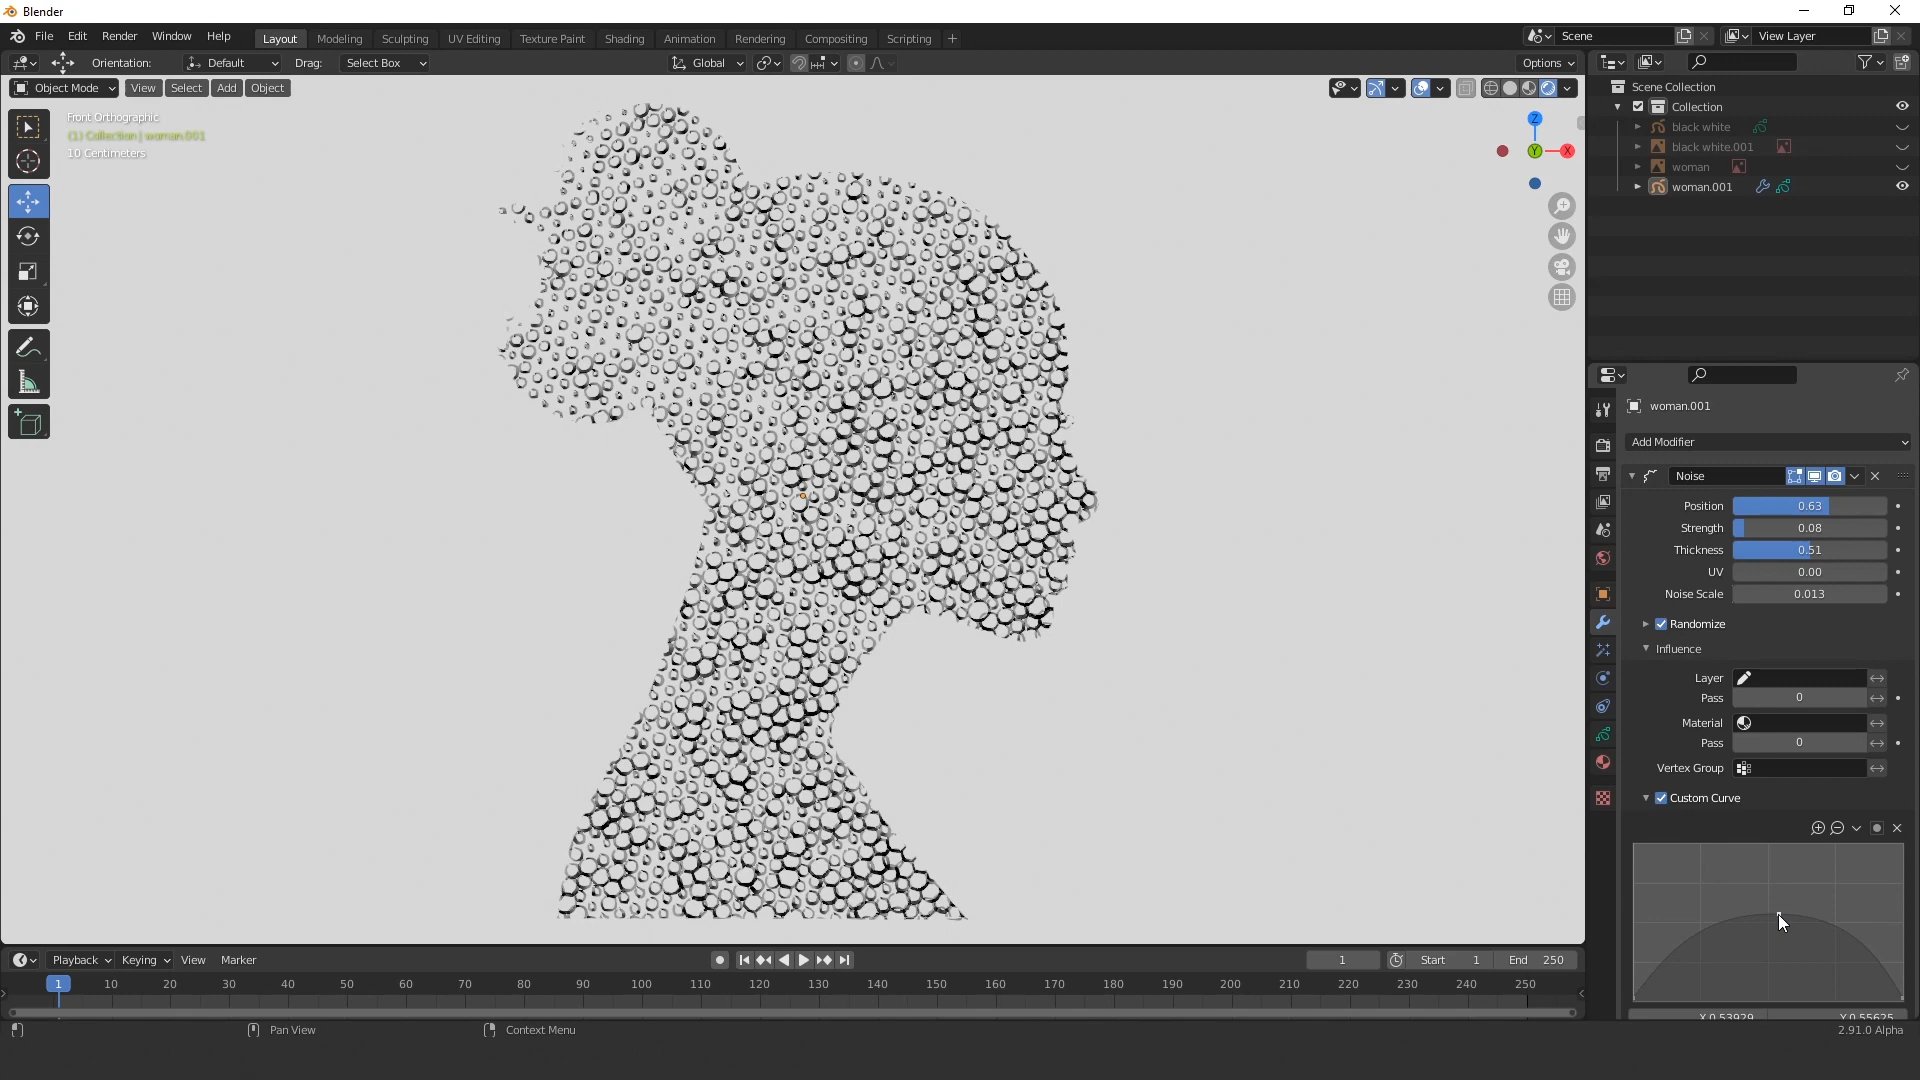 Blender
File Edit Render Window Help
Layout Modeling Sculpting UV Editing Texture Paint Shading Animation Rendering Compositing Scripting
Scene
View Layer
Orientation: Default Drag: Select Box
Global
Options
Object Mode View Select Add Object
Front Orthographic
(1) Collection | woman.001
10 Centimeters
Z
Y
X
Scene Collection
Collection
black white
black white.001
woman
woman.001
woman.001
Add Modifier
Noise
Position 0.63
Strength 0.08
Thickness 0.51
UV 0.00
Noise Scale 0.013
Randomize
Influence
Layer
Pass 0
Material
Pass 0
Vertex Group
Custom Curve
X 0.53929 Y 0.55625
Playback Keying View Marker
1 Start 1 End 250
1 10 20 30 40 50 60 70 80 90 100 110 120 130 140 150 160 170 180 190 200 210 220 230 240 250
Pan View
Context Menu
2.91.0 Alpha